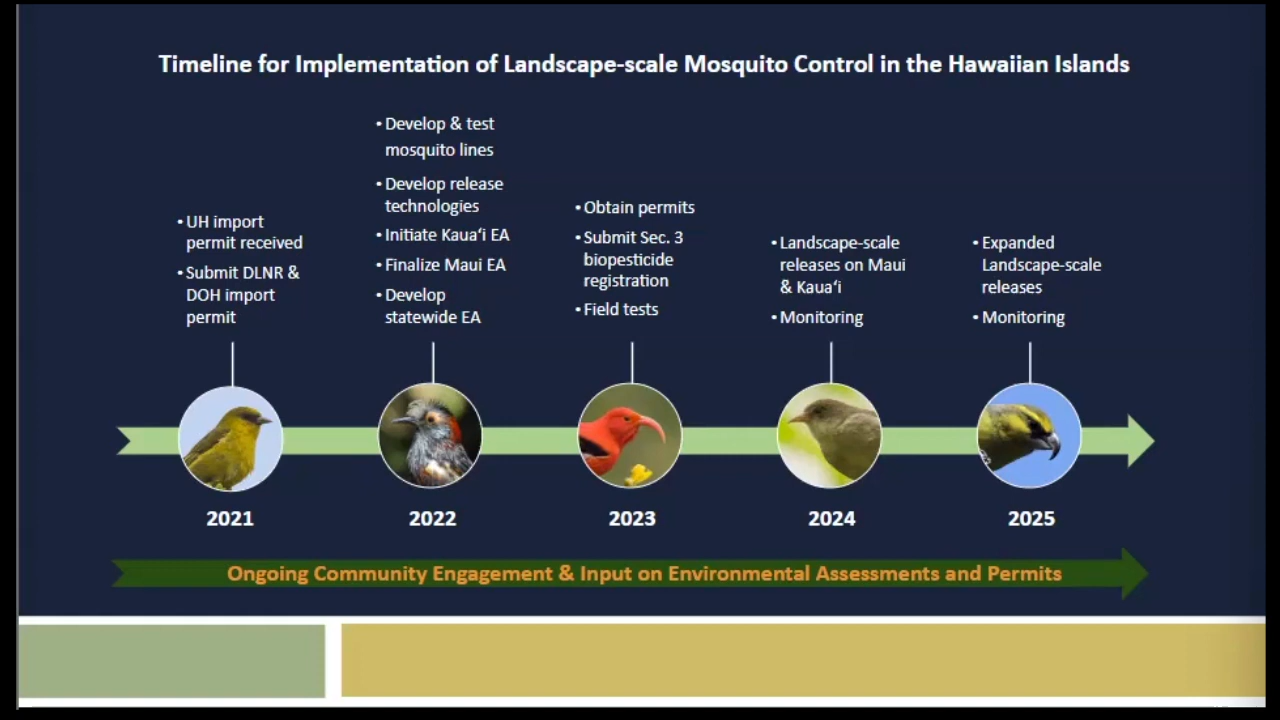 Timeline for Implementation of Landscape-scale Mosquito Control in the Hawaiian Islands
• UH import
permit received
• Submit DLNR &
DOH import
permit
• Develop & test
mosquito lines
• Develop release
technologies
• Initiate Kauaʻi EA
• Finalize Maui EA
• Develop
statewide EA
• Obtain permits
• Submit Sec. 3
biopesticide
registration
• Field tests
• Landscape-scale
releases on Maui
& Kauaʻi
• Monitoring
• Expanded
Landscape-scale
releases
• Monitoring
2021
2022
2023
2024
2025
Ongoing Community Engagement & Input on Environmental Assessments and Permits